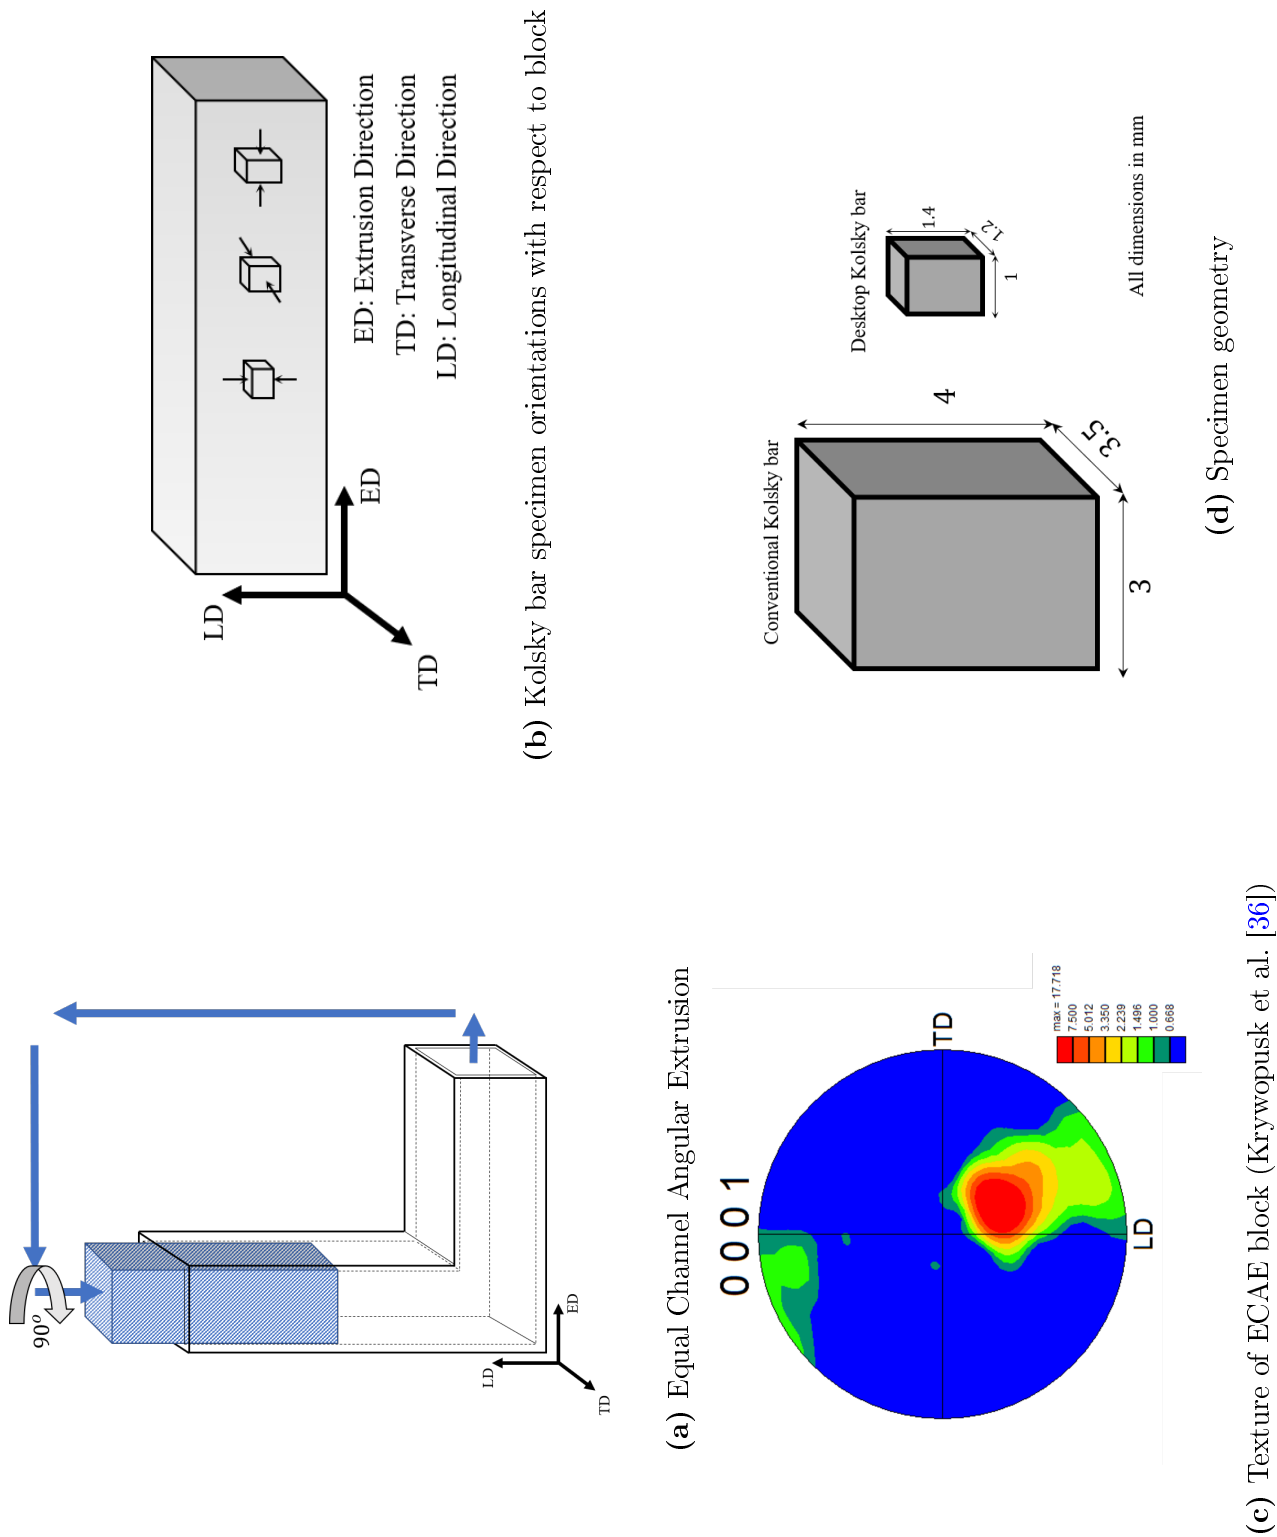 90°
LD
ED
TD
(a) Equal Channel Angular Extrusion
LD
ED
TD
ED: Extrusion Direction
TD: Transverse Direction
LD: Longitudinal Direction
(b) Kolsky bar specimen orientations with respect to block
0 0 0 1
TD
LD
max = 17.718
7.500
5.012
3.350
2.239
1.496
1.000
0.668
(c) Texture of ECAE block (Krywopusk et al. [36])
Conventional Kolsky bar
4
3.5
3
Desktop Kolsky bar
1.4
1.2
1
All dimensions in mm
(d) Specimen geometry